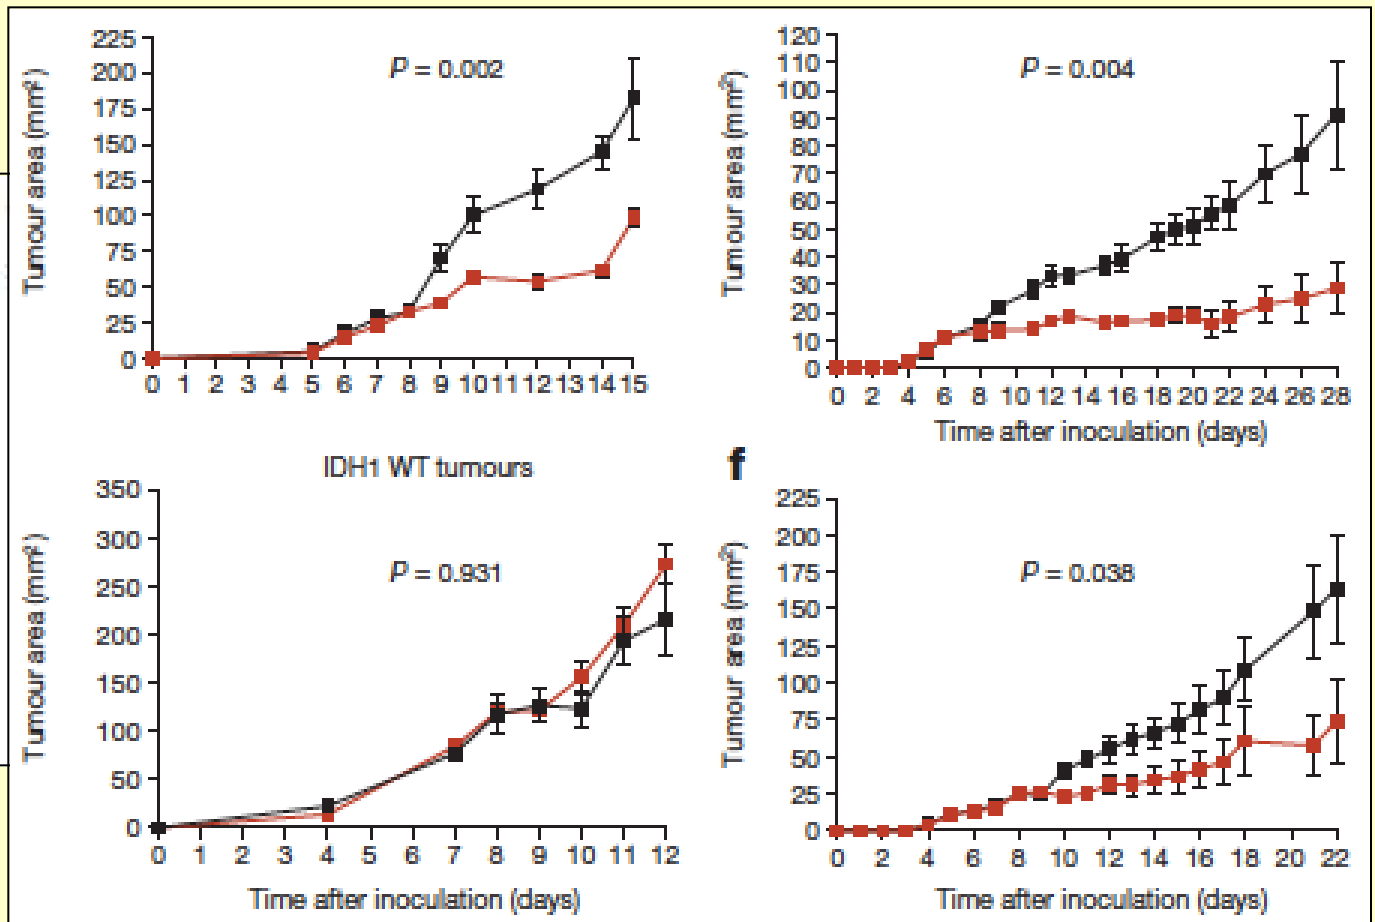 P = 0.002
Tumour area (mm²)
225
200
175
150
125
100
75
50
25
0
0 1 2 3 4 5 6 7 8 9 10 11 12 13 14 15
P = 0.004
Tumour area (mm²)
120
110
100
90
80
70
60
50
40
30
20
10
0
0 2 4 6 8 10 12 14 16 18 20 22 24 26 28
Time after inoculation (days)
IDH1 WT tumours
P = 0.931
Tumour area (mm²)
350
300
250
200
150
100
50
0
0 1 2 3 4 5 6 7 8 9 10 11 12
Time after inoculation (days)
f
P = 0.038
Tumour area (mm²)
225
200
175
150
125
100
75
50
25
0
0 2 4 6 8 10 12 14 16 18 20 22
Time after inoculation (days)